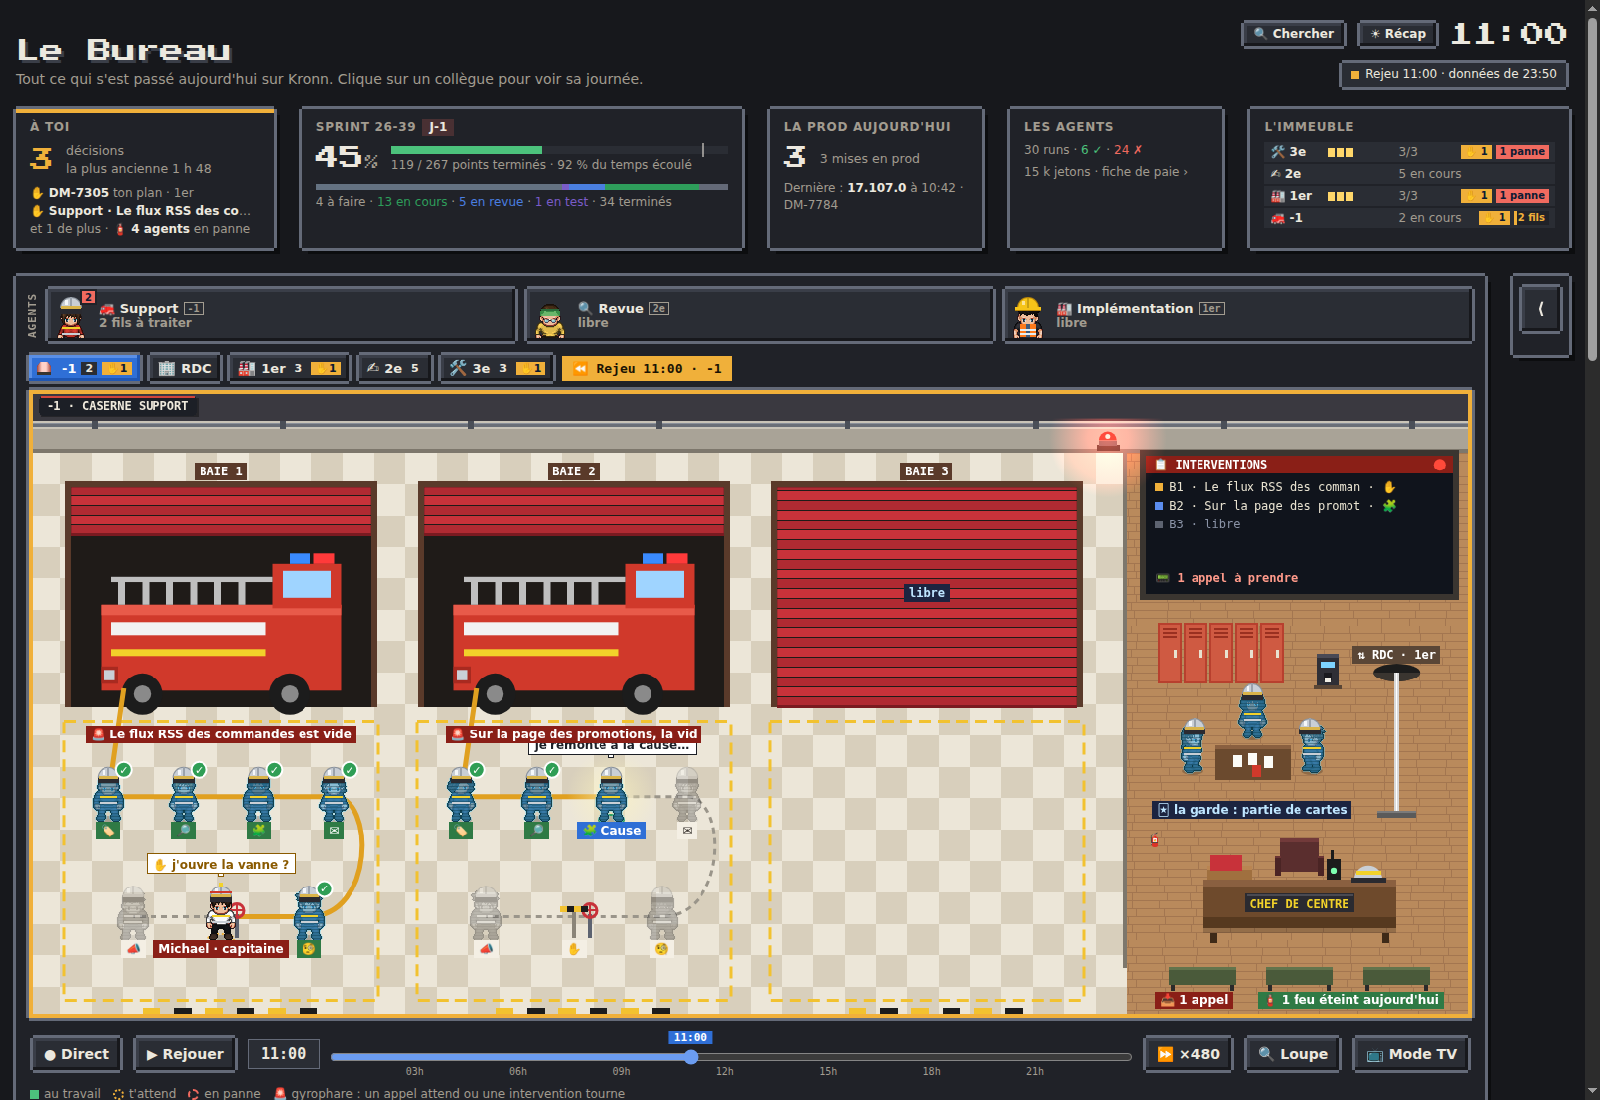 Le Bureau
Tout ce qui s'est passé aujourd'hui sur Kronn. Clique sur un collègue pour voir sa journée.
🔍 Chercher
☀ Récap
11:00
Rejeu 11:00 · données de 23:50
À TOI
3
décisions
la plus ancienne 1 h 48
✋ DM-7305 ton plan · 1er
✋ Support · Le flux RSS des co…
et 1 de plus · 🧯 4 agents en panne
SPRINT 26-39 J-1
45%
119 / 267 points terminés · 92 % du temps écoulé
4 à faire · 13 en cours · 5 en revue · 1 en test · 34 terminés
LA PROD AUJOURD'HUI
3 3 mises en prod
Dernière : 17.107.0 à 10:42 ·
DM-7784
LES AGENTS
30 runs · 6 ✓ · 24 ✗
15 k jetons · fiche de paie ›
L'IMMEUBLE
🛠 3e 3/3 ✋ 1 1 panne
✍ 2e 5 en cours
🏭 1er 3/3 ✋ 1 1 panne
🚒 -1 2 en cours ✋ 1 2 fils
AGENTS
2
🚒 Support -1
2 fils à traiter
🔍 Revue 2e
libre
🏭 Implémentation 1er
libre
⟨
🚨 -1 2 ✋ 1
🏢 RDC
🏭 1er 3 ✋ 1
✍ 2e 5
🛠 3e 3 ✋ 1
⏪ Rejeu 11:00 · -1
-1 · CASERNE SUPPORT
BAIE 1
BAIE 2
BAIE 3
libre
📋 INTERVENTIONS
B1 · Le flux RSS des comman · ✋
B2 · Sur la page des promot · 🧩
B3 · libre
📟 1 appel à prendre
⇅ RDC · 1er
🚨 Le flux RSS des commandes est vide
🚨 Sur la page des promotions, la vid
je remonte à la cause…
🧩 Cause
🃏 la garde : partie de cartes
✋ j'ouvre la vanne ?
Michael · capitaine
CHEF DE CENTRE
📥 1 appel
🧯 1 feu éteint aujourd'hui
● Direct
▶ Rejouer
11:00
11:00
03h
06h
09h
12h
15h
18h
21h
⏩ ×480
🔍 Loupe
📺 Mode TV
au travail
t'attend
en panne
🚨 gyrophare : un appel attend ou une intervention tourne